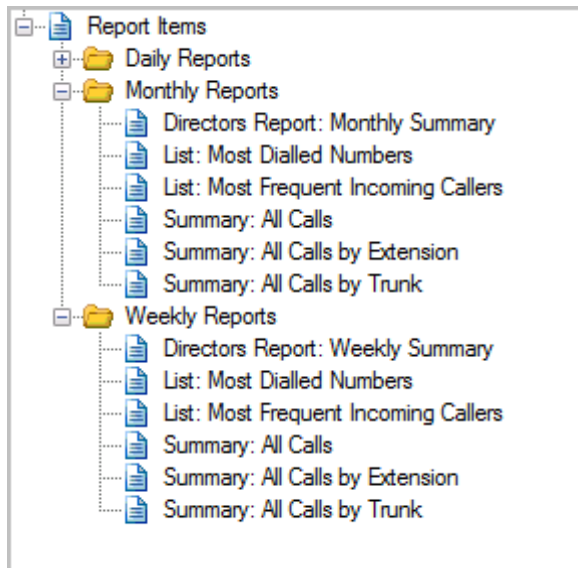 Report Items
Daily Reports
Monthly Reports
Directors Report: Monthly Summary
List: Most Dialled Numbers
List: Most Frequent Incoming Callers
Summary: All Calls
Summary: All Calls by Extension
Summary: All Calls by Trunk
Weekly Reports
Directors Report: Weekly Summary
List: Most Dialled Numbers
List: Most Frequent Incoming Callers
Summary: All Calls
Summary: All Calls by Extension
Summary: All Calls by Trunk